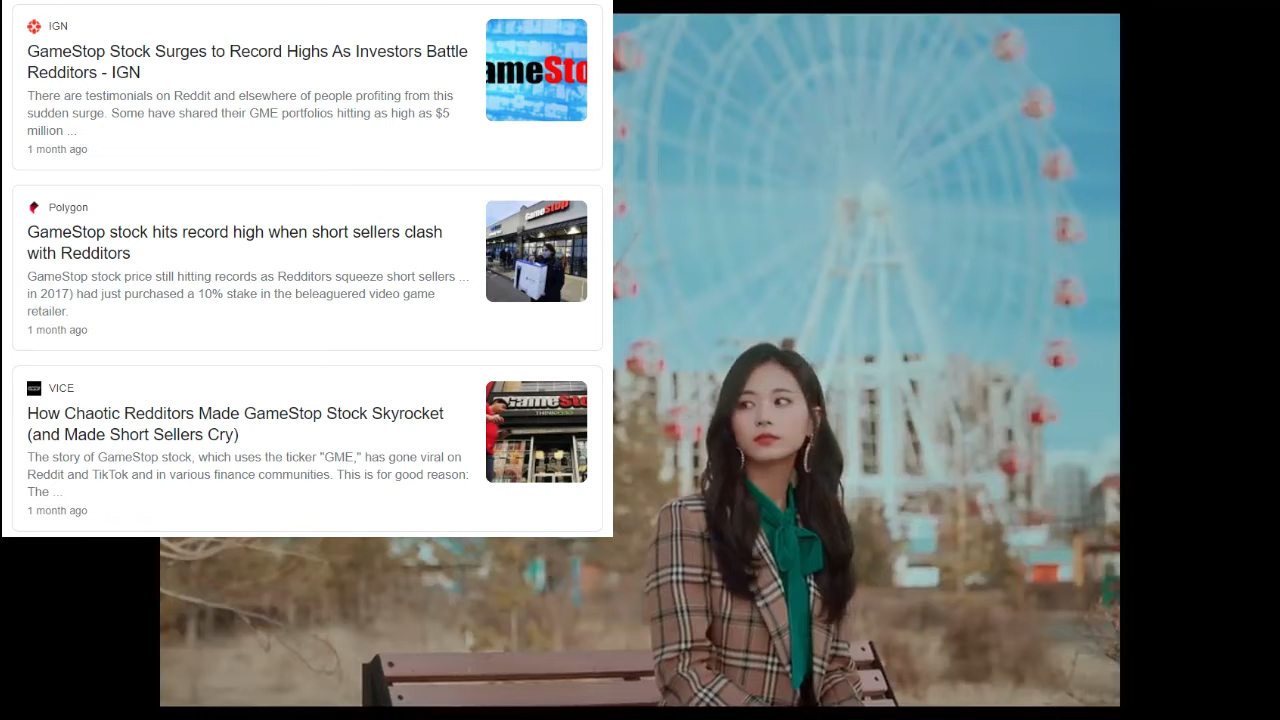 IGN
GameStop Stock Surges to Record Highs As Investors Battle
Redditors - IGN
There are testimonials on Reddit and elsewhere of people profiting from this
sudden surge. Some have shared their GME portfolios hitting as high as $5
million ...
1 month ago
ameSto
Polygon
GameStop stock hits record high when short sellers clash
with Redditors
GameStop stock price still hitting records as Redditors squeeze short sellers ...
in 2017) had just purchased a 10% stake in the beleaguered video game
retailer.
1 month ago
GameStop
VICE
How Chaotic Redditors Made GameStop Stock Skyrocket
(and Made Short Sellers Cry)
The story of GameStop stock, which uses the ticker "GME," has gone viral on
Reddit and TikTok and in various finance communities. This is for good reason:
The ...
1 month ago
GameSto